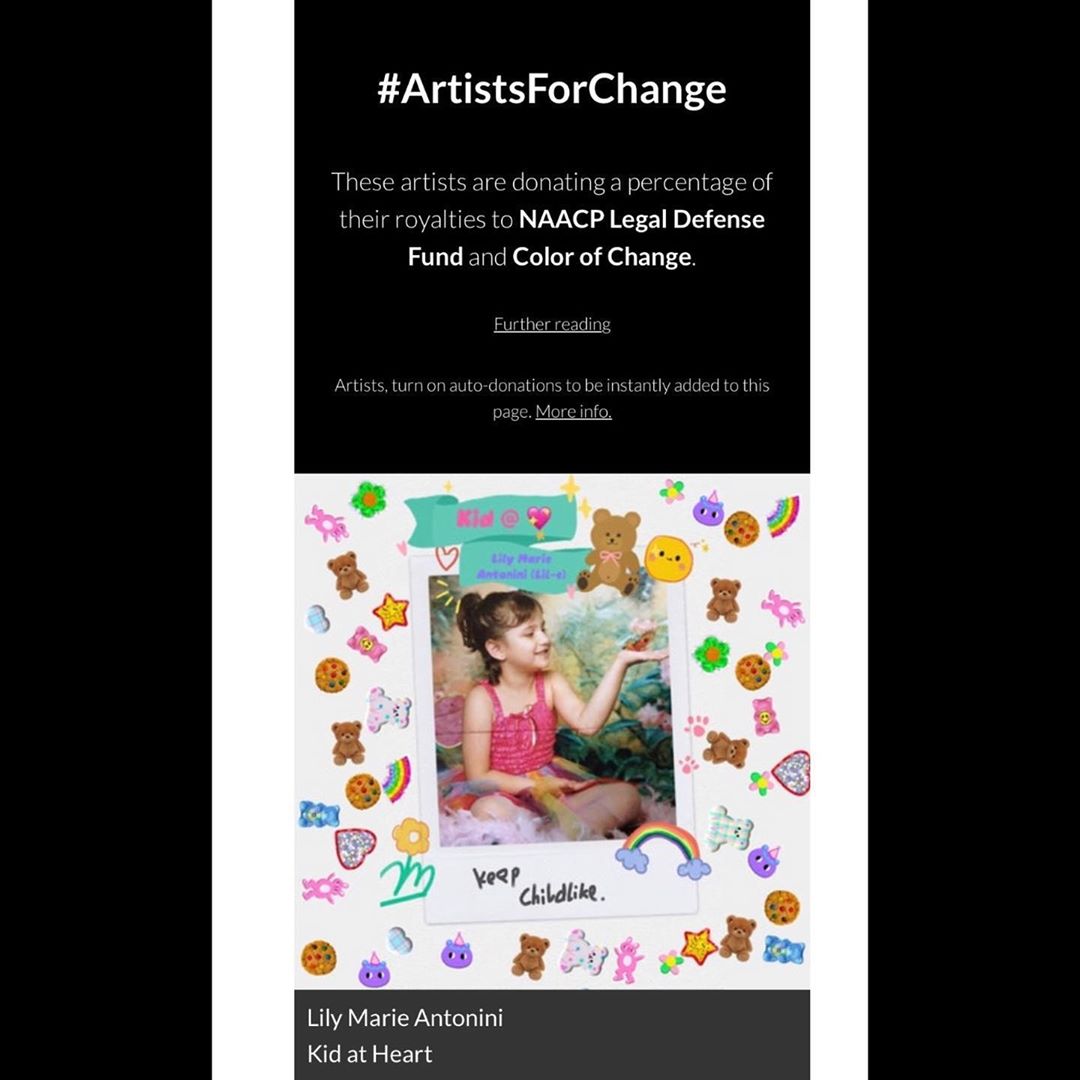 #ArtistsForChange
These artists are donating a percentage of
their royalties to NAACP Legal Defense
Fund and Color of Change.
Further reading
Artists, turn on auto-donations to be instantly added to this
page. More info.
Kid @ 💖
Lily Marie
Antonini (Lil-e)
keep
Childlike.
Lily Marie Antonini
Kid at Heart